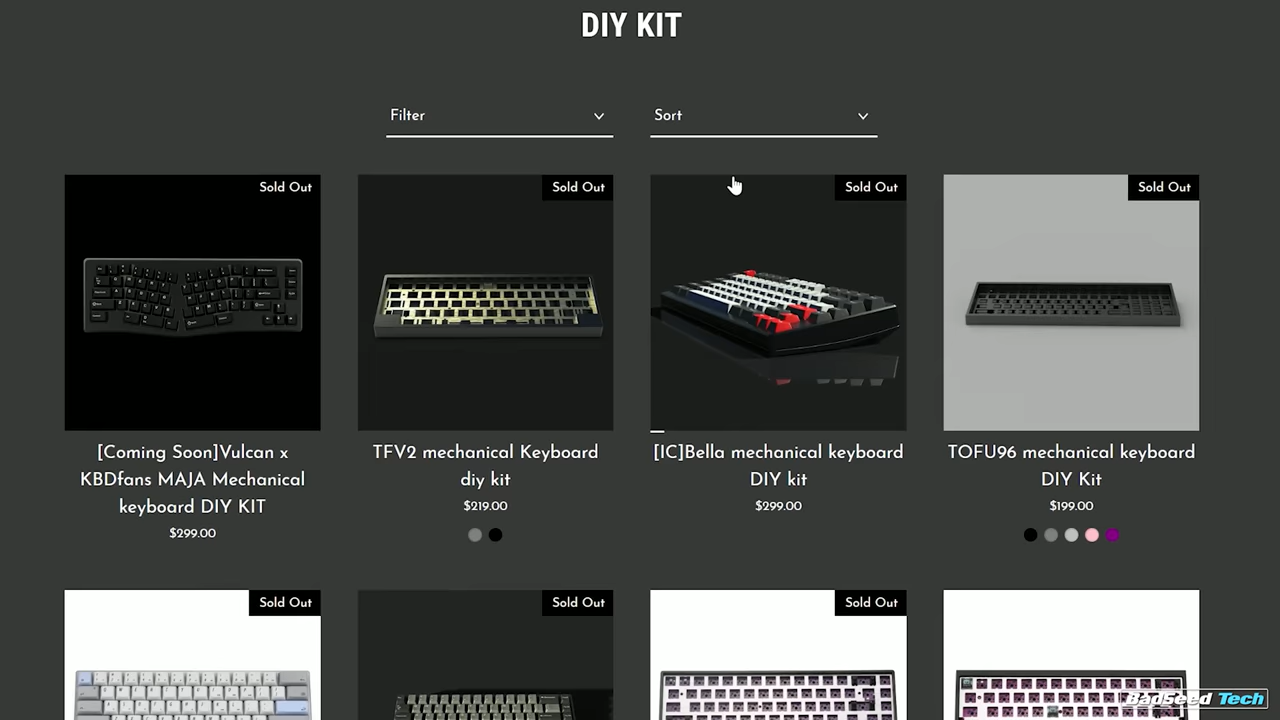 DIY KIT
Filter
Sort
Sold Out
Sold Out
Sold Out
Sold Out
[Coming Soon]Vulcan x
KBDfans MAJA Mechanical
keyboard DIY KIT
$299.00
TFV2 mechanical Keyboard
diy kit
$219.00
[IC]Bella mechanical keyboard
DIY kit
$299.00
TOFU96 mechanical keyboard
DIY Kit
$199.00
Sold Out
Sold Out
Sold Out
BadSeed Tech